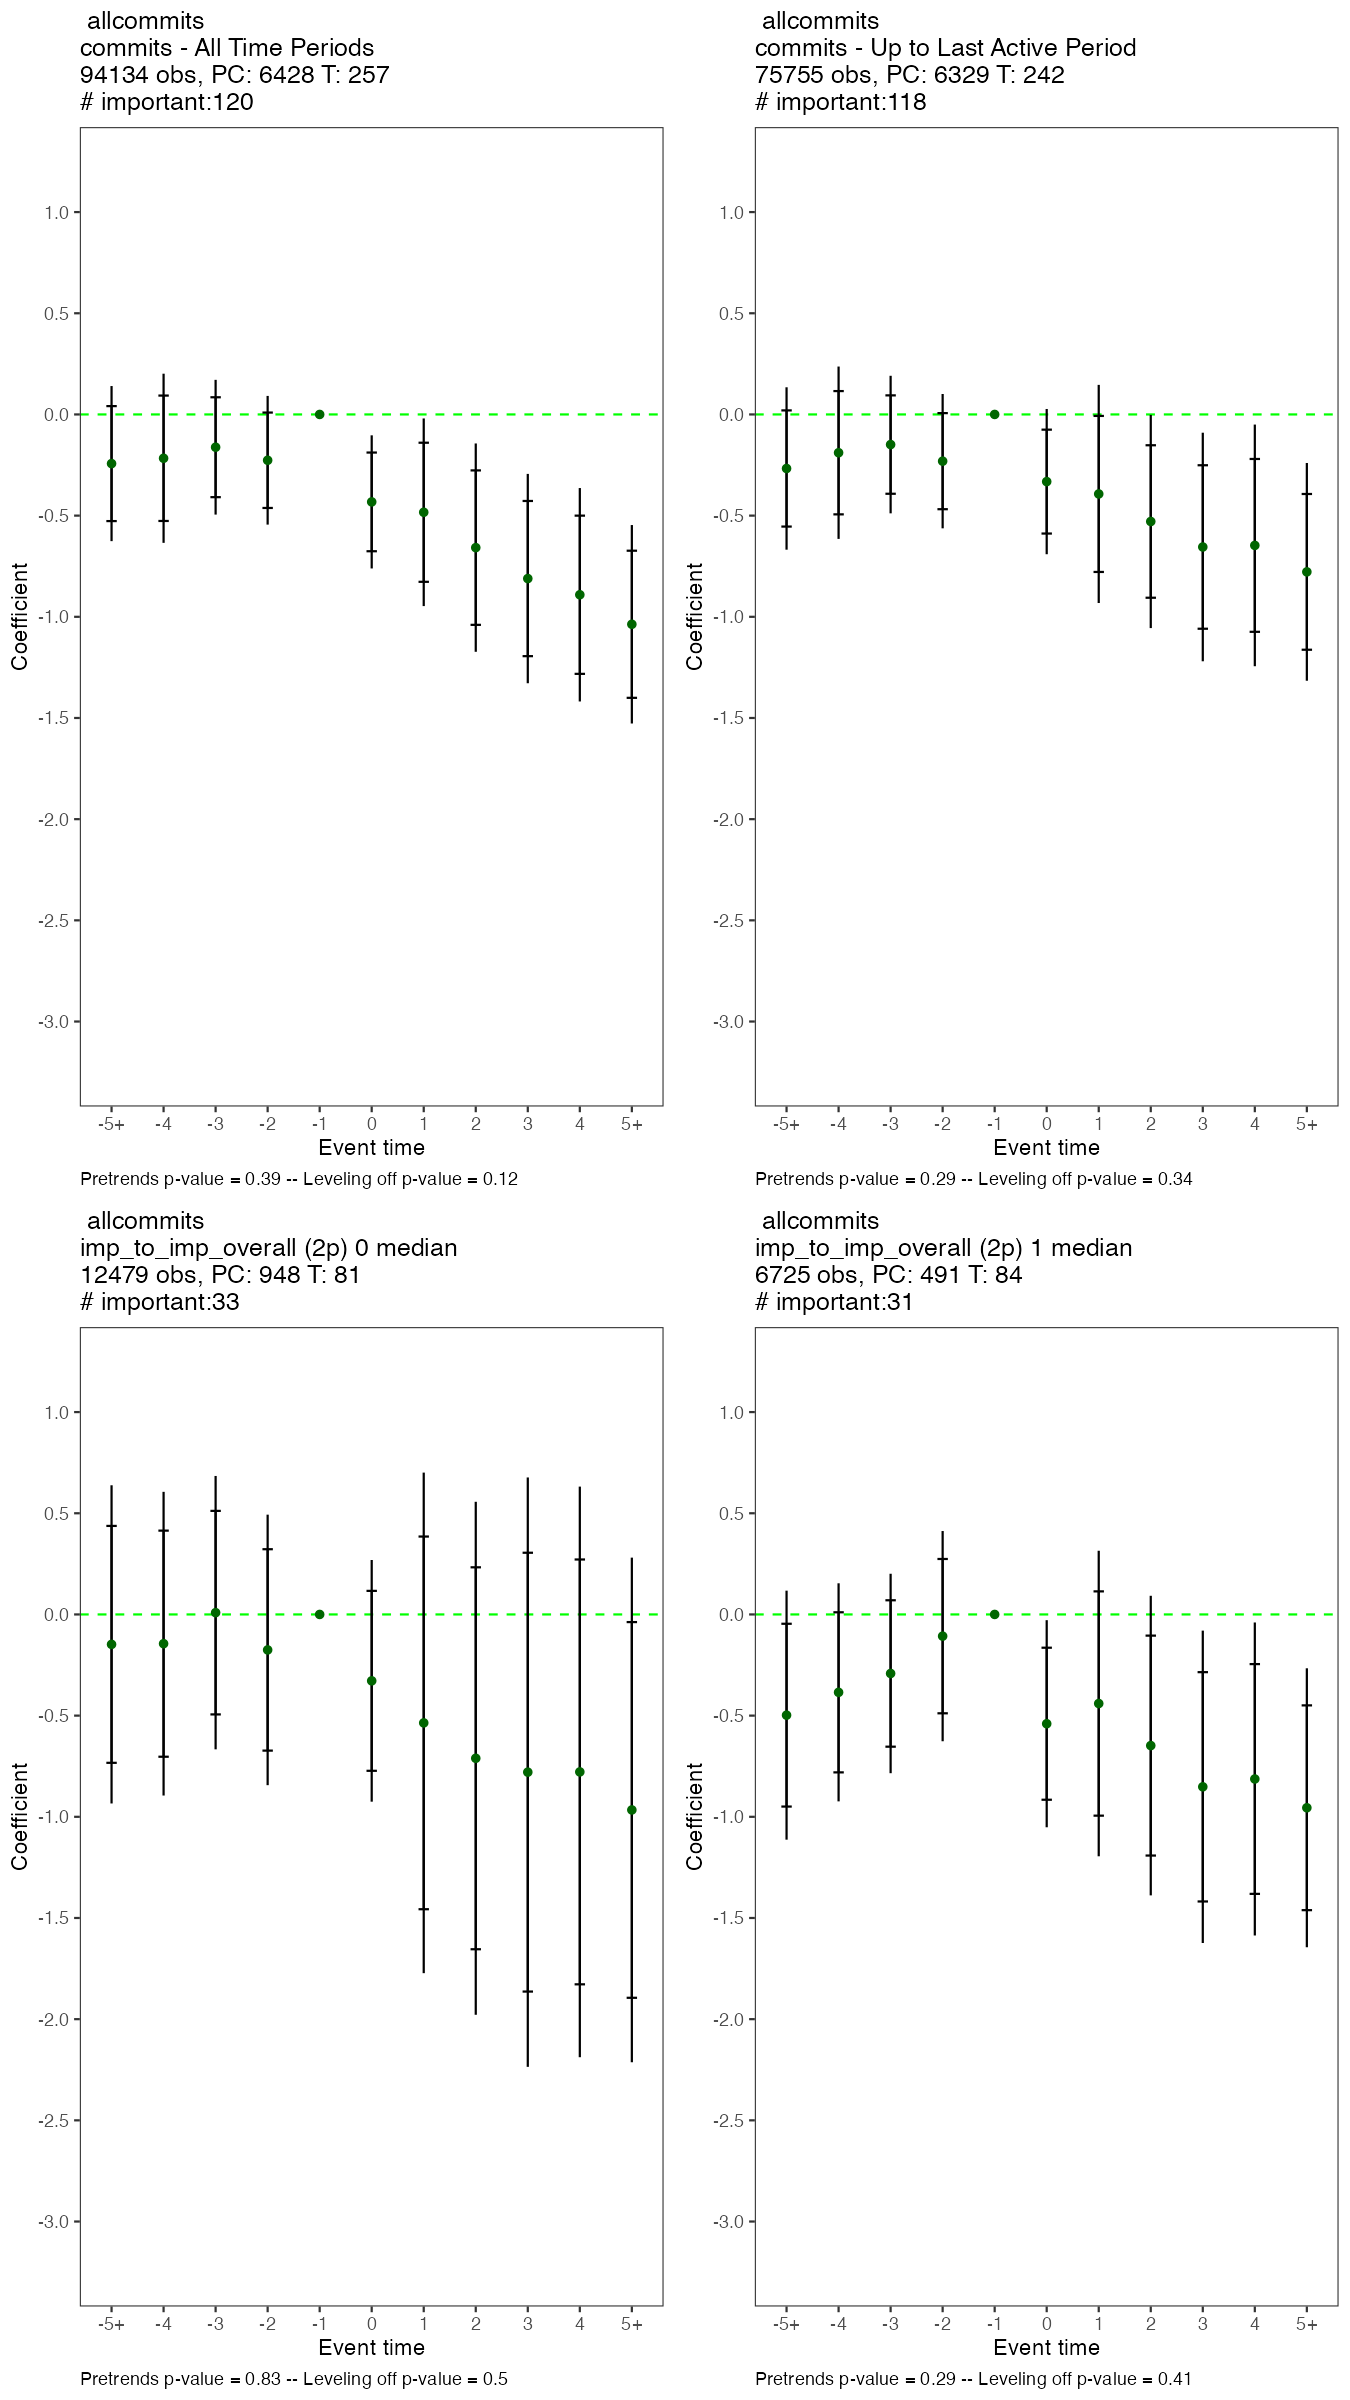 allcommits
commits - All Time Periods
94134 obs, PC: 6428 T: 257
# important:120
1.0
0.5
0.0
-0.5
-1.0
-1.5
-2.0
-2.5
-3.0
Coefficient
-5+ -4 -3 -2 -1 0 1 2 3 4 5+
Event time
Pretrends p-value = 0.39 -- Leveling off p-value = 0.12
allcommits
commits - Up to Last Active Period
75755 obs, PC: 6329 T: 242
# important:118
1.0
0.5
0.0
-0.5
-1.0
-1.5
-2.0
-2.5
-3.0
Coefficient
-5+ -4 -3 -2 -1 0 1 2 3 4 5+
Event time
Pretrends p-value = 0.29 -- Leveling off p-value = 0.34
allcommits
imp_to_imp_overall (2p) 0 median
12479 obs, PC: 948 T: 81
# important:33
1.0
0.5
0.0
-0.5
-1.0
-1.5
-2.0
-2.5
-3.0
Coefficient
-5+ -4 -3 -2 -1 0 1 2 3 4 5+
Event time
Pretrends p-value = 0.83 -- Leveling off p-value = 0.5
allcommits
imp_to_imp_overall (2p) 1 median
6725 obs, PC: 491 T: 84
# important:31
1.0
0.5
0.0
-0.5
-1.0
-1.5
-2.0
-2.5
-3.0
Coefficient
-5+ -4 -3 -2 -1 0 1 2 3 4 5+
Event time
Pretrends p-value = 0.29 -- Leveling off p-value = 0.41